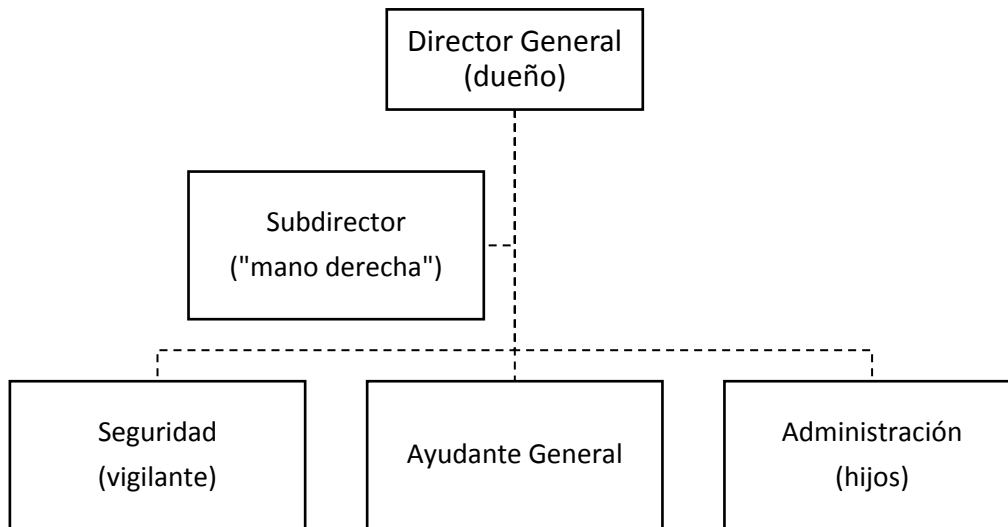 Director General
(dueño)
Subdirector
("mano derecha")
Seguridad
(vigilante)
Ayudante General
Administración
(hijos)